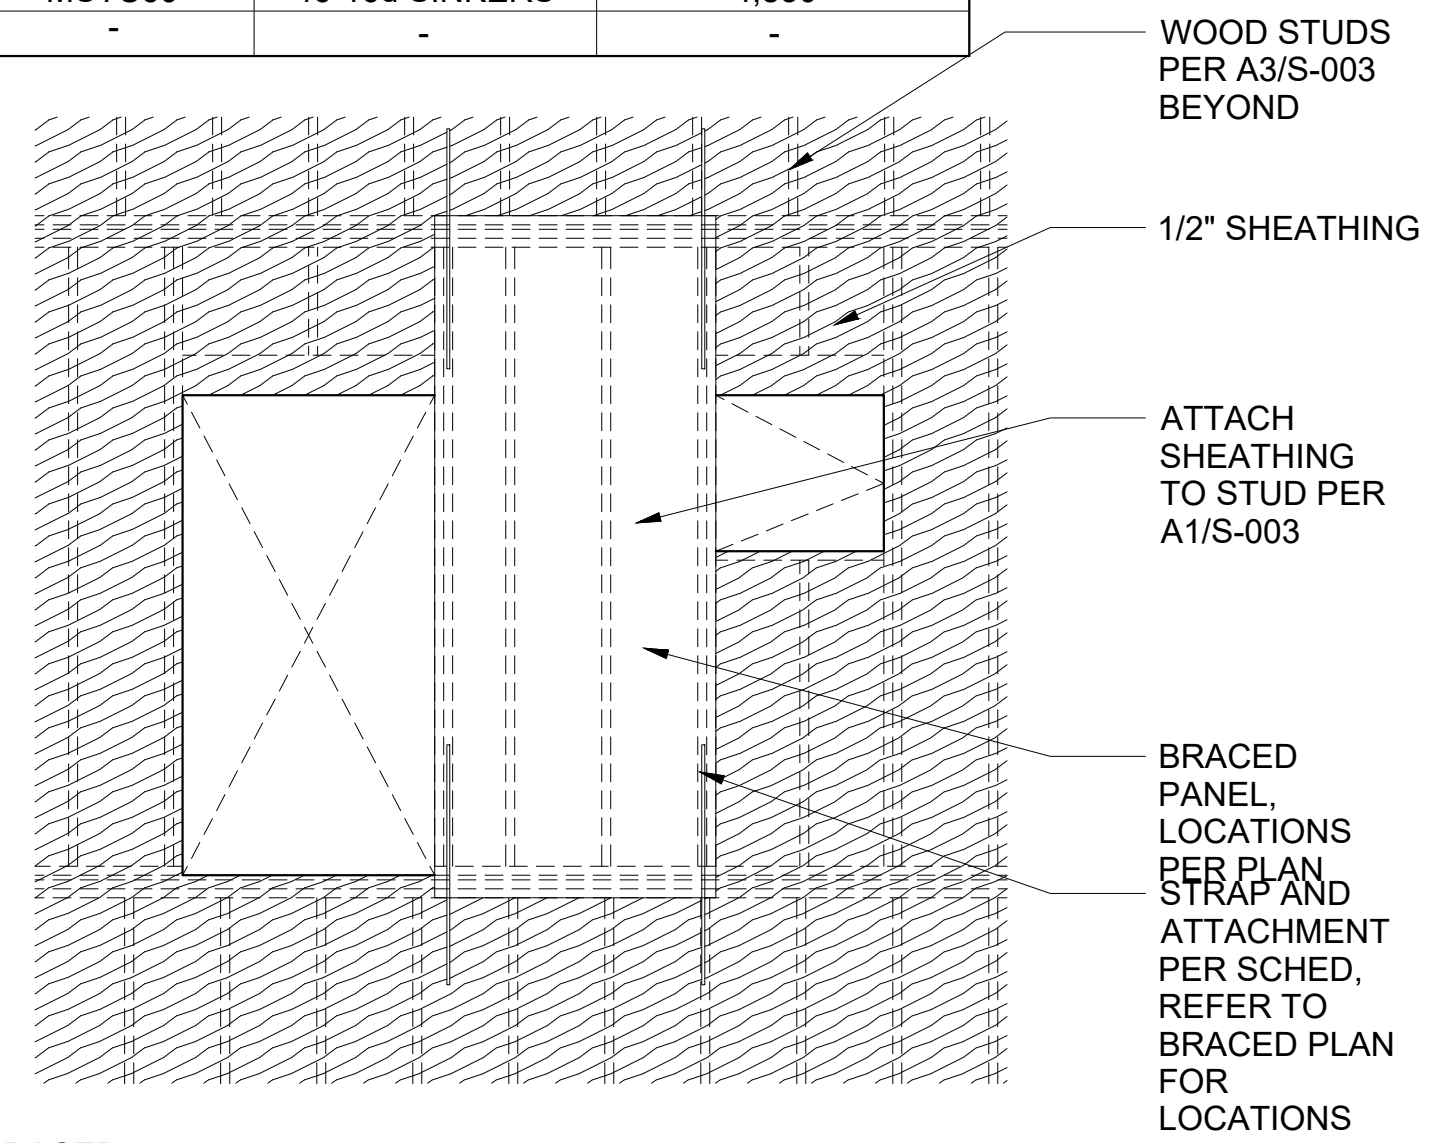 - - -
WOOD STUDS
PER A3/S-003
BEYOND
1/2" SHEATHING
ATTACH
SHEATHING
TO STUD PER
A1/S-003
BRACED
PANEL,
LOCATIONS
PER PLAN
STRAP AND
ATTACHMENT
PER SCHED,
REFER TO
BRACED PLAN
FOR
LOCATIONS